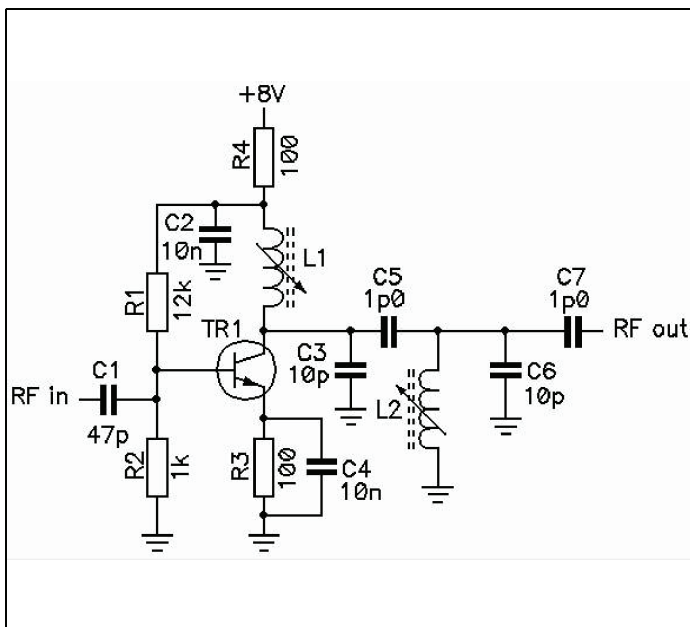 +8V
R4
100
C2
10n
L1
R1
12k
TR1
C5
1p0
C7
1p0
RF out
C3
10p
C6
10p
RF in
C1
47p
L2
R2
1k
R3
100
C4
10n